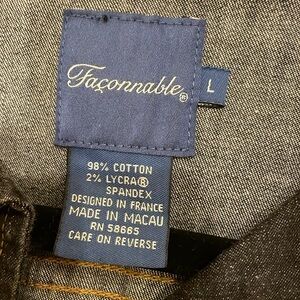 Façonnable®
L
98% COTTON
2% LYCRA®
SPANDEX
DESIGNED IN FRANCE
MADE IN MACAU
RN 58665
CARE ON REVERSE